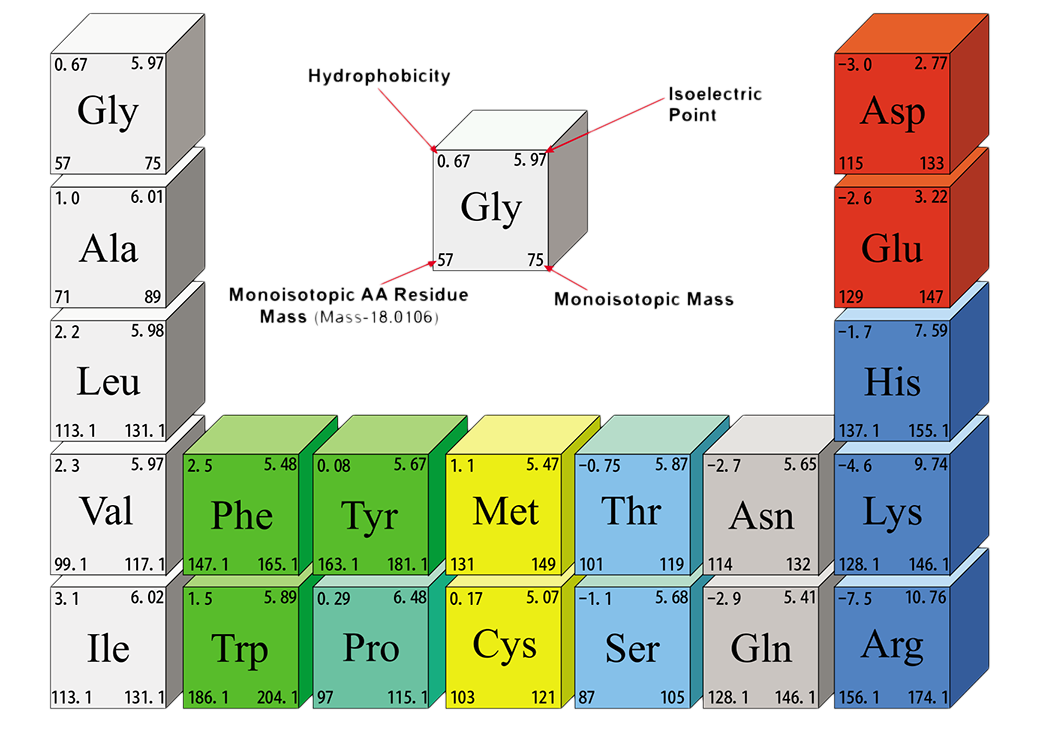 0.67 5.97
Gly
57 75
1.0 6.01
Ala
71 89
2.2 5.98
Leu
113.1 131.1
2.3 5.97
Val
99.1 117.1
3.1 6.02
Ile
113.1 131.1
Hydrophobicity
Isoelectric
Point
0.67 5.97
Gly
57 75
Monoisotopic AA Residue
Mass (Mass-18.0106)
Monoisotopic Mass
2.5 5.48
Phe
147.1 165.1
0.08 5.67
Tyr
163.1 181.1
1.1 5.47
Met
131 149
-0.75 5.87
Thr
101 119
-2.7 5.65
Asn
114 132
1.5 5.89
Trp
186.1 204.1
0.29 6.48
Pro
97 115.1
0.17 5.07
Cys
103 121
-1.1 5.68
Ser
87 105
-2.9 5.41
Gln
128.1 146.1
-3.0 2.77
Asp
115 133
-2.6 3.22
Glu
129 147
-1.7 7.59
His
137.1 155.1
-4.6 9.74
Lys
128.1 146.1
-7.5 10.76
Arg
156.1 174.1